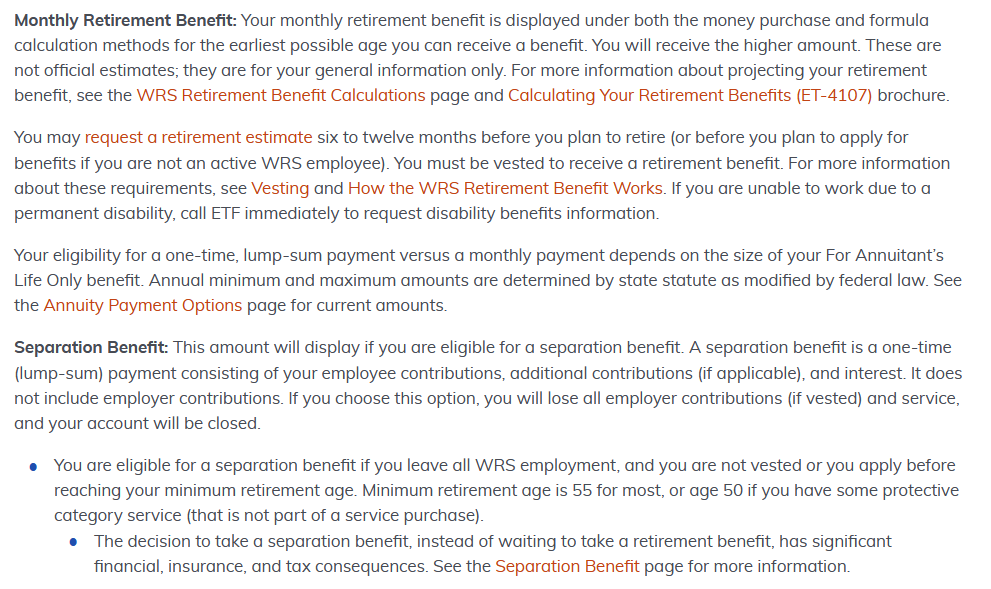 Monthly Retirement Benefit: Your monthly retirement benefit is displayed under both the money purchase and formula
calculation methods for the earliest possible age you can receive a benefit. You will receive the higher amount. These are
not official estimates; they are for your general information only. For more information about projecting your retirement
benefit, see the WRS Retirement Benefit Calculations page and Calculating Your Retirement Benefits (ET-4107) brochure.
You may request a retirement estimate six to twelve months before you plan to retire (or before you plan to apply for
benefits if you are not an active WRS employee). You must be vested to receive a retirement benefit. For more information
about these requirements, see Vesting and How the WRS Retirement Benefit Works. If you are unable to work due to a
permanent disability, call ETF immediately to request disability benefits information.
Your eligibility for a one-time, lump-sum payment versus a monthly payment depends on the size of your For Annuitant’s
Life Only benefit. Annual minimum and maximum amounts are determined by state statute as modified by federal law. See
the Annuity Payment Options page for current amounts.
Separation Benefit: This amount will display if you are eligible for a separation benefit. A separation benefit is a one-time
(lump-sum) payment consisting of your employee contributions, additional contributions (if applicable), and interest. It does
not include employer contributions. If you choose this option, you will lose all employer contributions (if vested) and service,
and your account will be closed.
● You are eligible for a separation benefit if you leave all WRS employment, and you are not vested or you apply before
reaching your minimum retirement age. Minimum retirement age is 55 for most, or age 50 if you have some protective
category service (that is not part of a service purchase).
● The decision to take a separation benefit, instead of waiting to take a retirement benefit, has significant
financial, insurance, and tax consequences. See the Separation Benefit page for more information.